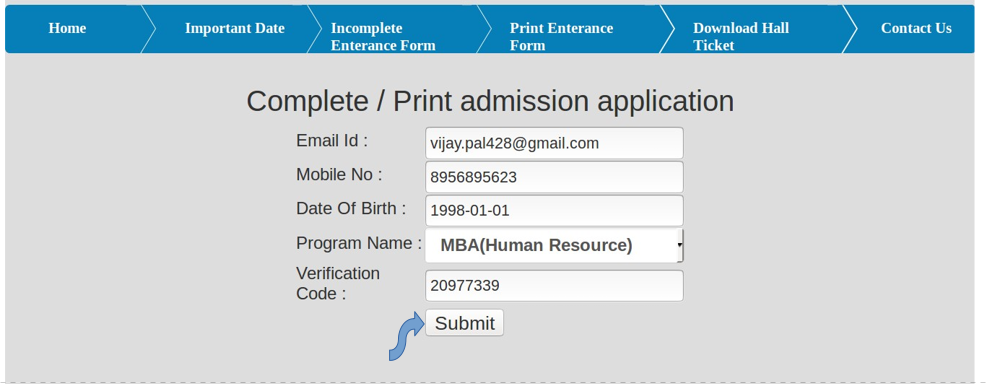 Home
Important Date
Incomplete
Enterance Form
Print Enterance
Form
Download Hall
Ticket
Contact Us
Complete / Print admission application
Email Id : vijay.pal428@gmail.com
Mobile No : 8956895623
Date Of Birth : 1998-01-01
Program Name : MBA(Human Resource)
Verification
Code : 20977339
Submit